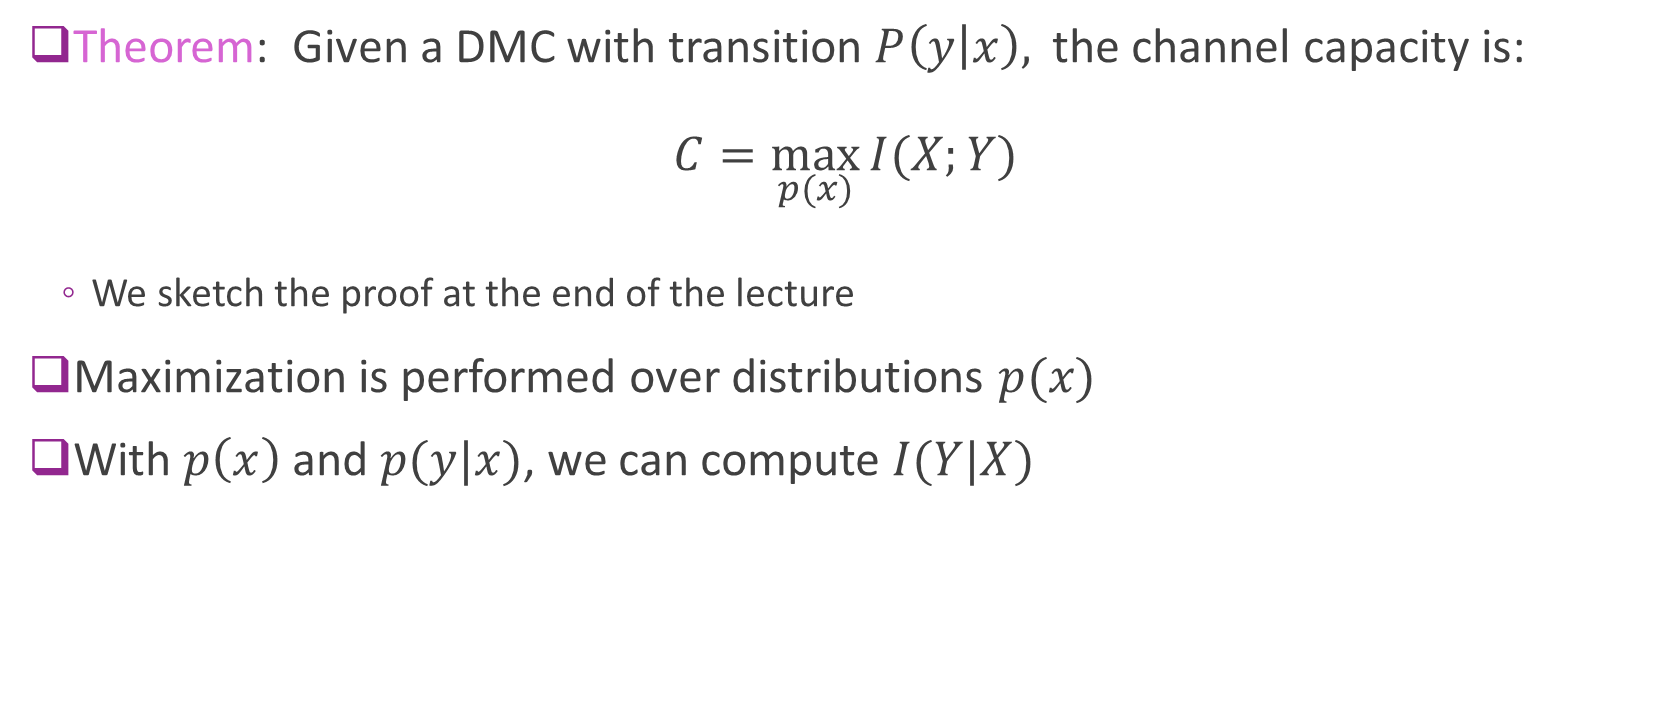 ❑Theorem: Given a DMC with transition P(y|x), the channel capacity is:
C = max I(X; Y)
p(x)
◦ We sketch the proof at the end of the lecture
❑Maximization is performed over distributions p(x)
❑With p(x) and p(y|x), we can compute I(Y|X)